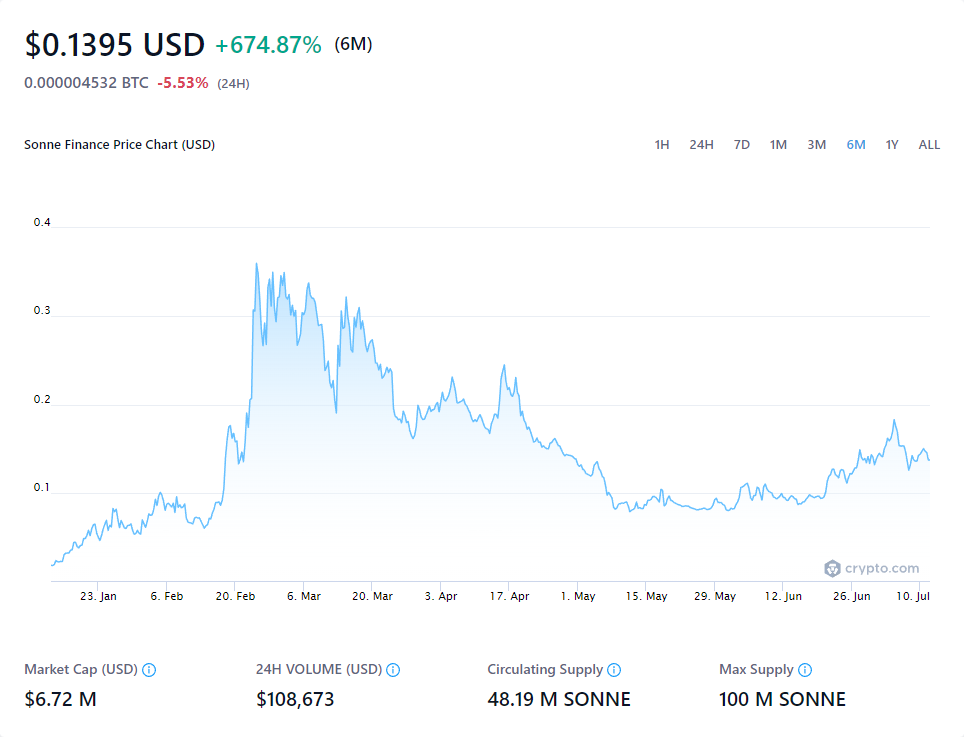 $0.1395 USD +674.87% (6M)
0.000004532 BTC -5.53% (24H)
Sonne Finance Price Chart (USD) 1H 24H 7D 1M 3M 6M 1Y ALL
0.4
0.3
0.2
0.1
crypto.com
23. Jan 6. Feb 20. Feb 6. Mar 20. Mar 3. Apr 17. Apr 1. May 15. May 29. May 12. Jun 26. Jun 10. Jul
Market Cap (USD) 24H VOLUME (USD) Circulating Supply Max Supply
$6.72 M $108,673 48.19 M SONNE 100 M SONNE